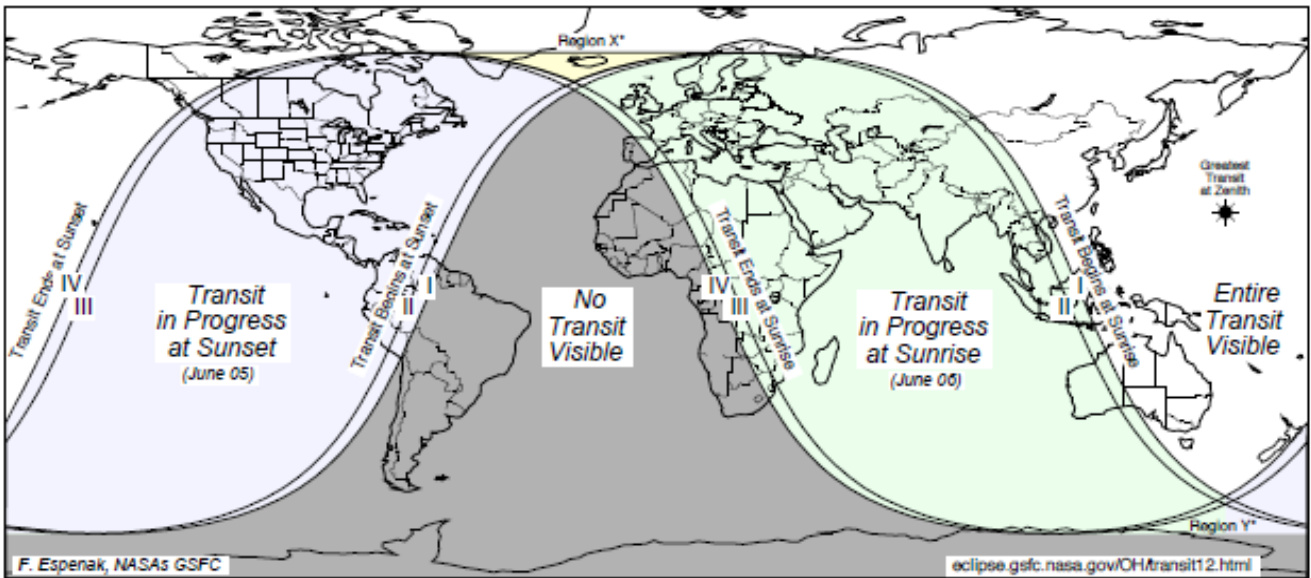 Region X*
Greatest
Transit
at Zenith
Transit Ends at Sunset
IV
III
Transit
in Progress
at Sunset
(June 05)
Transit Begins at Sunset
I
II
No
Transit
Visible
IV
III
Transit Ends at Sunrise
Transit
in Progress
at Sunrise
(June 06)
I
II
Transit Begins at Sunrise
Entire
Transit
Visible
Region Y*
F. Espenak, NASAs GSFC
eclipse.gsfc.nasa.gov/OH/transit12.html